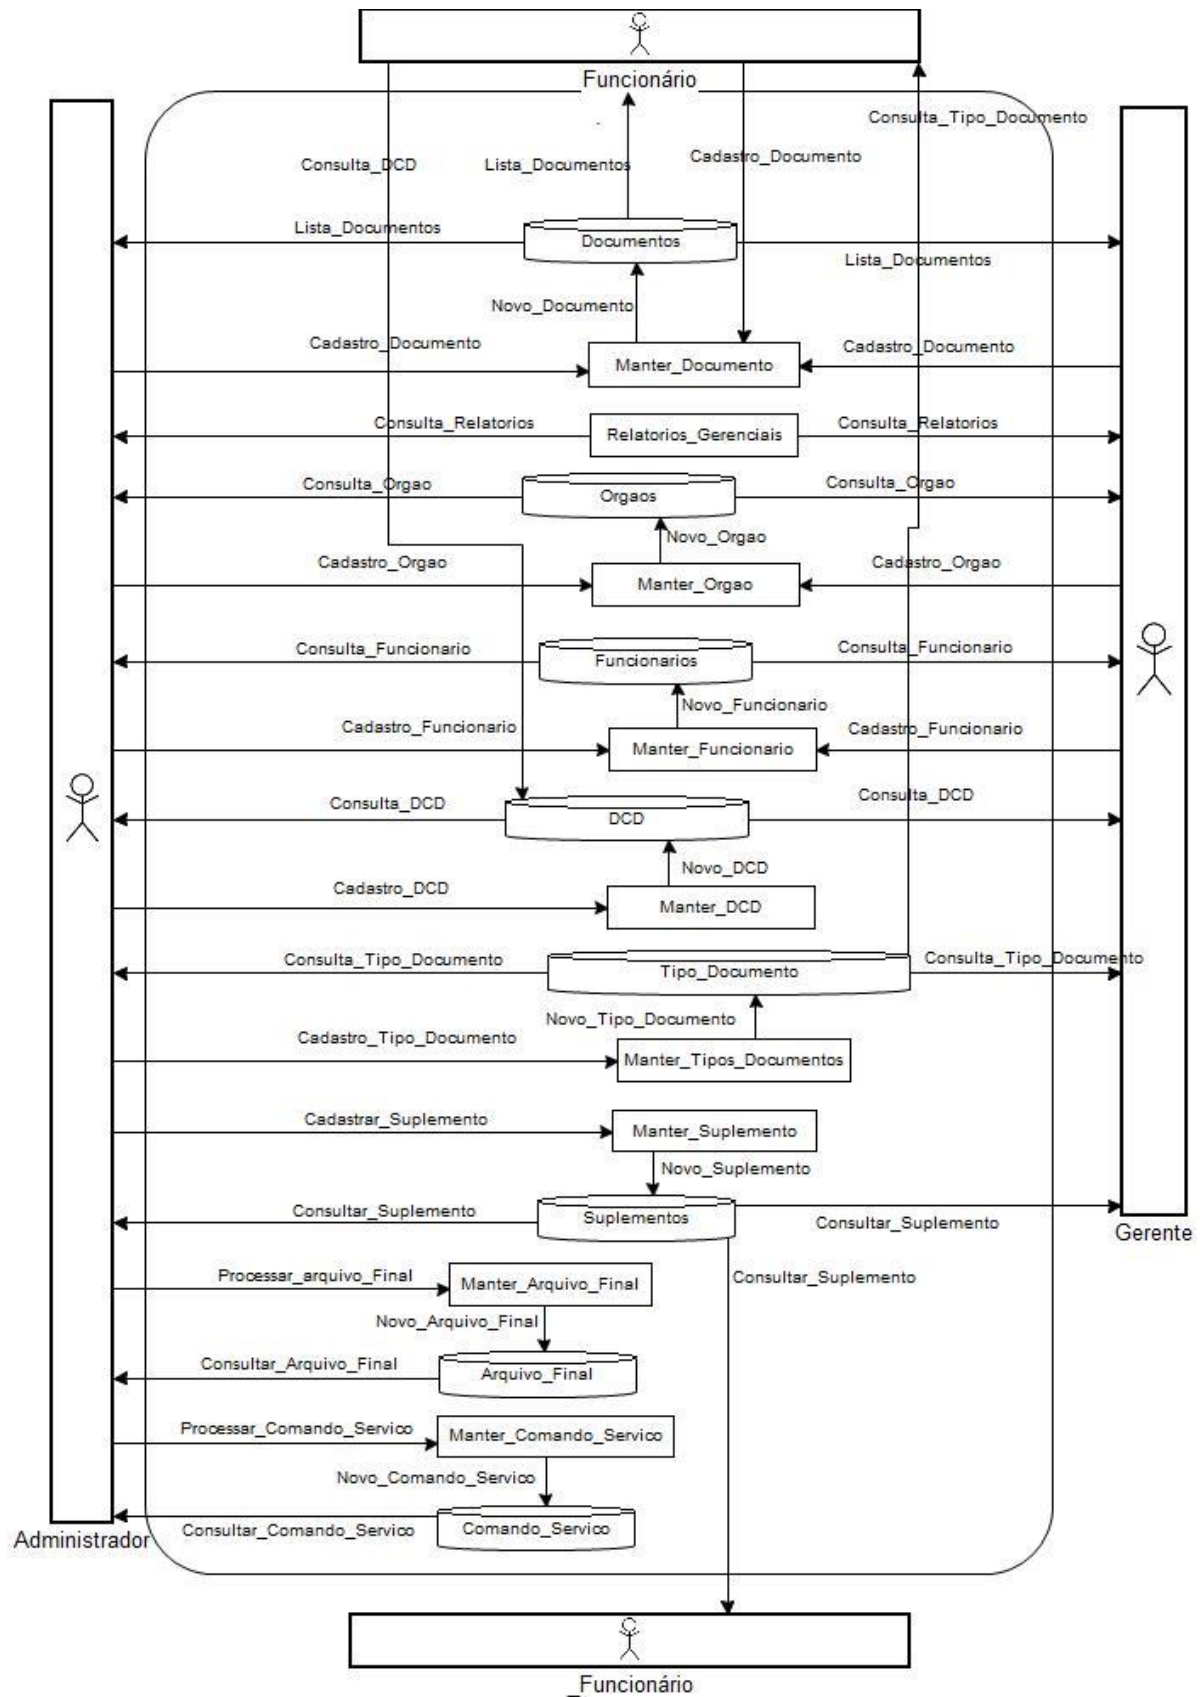 Funcionário
Consulta_Tipo_Documento
Consulta_DCD
Lista_Documentos
Cadastro_Documento
Lista_Documentos
Documentos
Lista_Documentos
Novo_Documento
Cadastro_Documento
Cadastro_Documento
Manter_Documento
Consulta_Relatorios
Relatorios_Gerenciais
Consulta_Relatorios
Consulta_Orgao
Orgaos
Consulta_Orgao
Novo_Orgao
Cadastro_Orgao
Cadastro_Orgao
Manter_Orgao
Consulta_Funcionario
Funcionarios
Consulta_Funcionario
Novo_Funcionario
Cadastro_Funcionario
Manter_Funcionario
Cadastro_Funcionario
Consulta_DCD
DCD
Consulta_DCD
Novo_DCD
Cadastro_DCD
Manter_DCD
Consulta_Tipo_Documento
Tipo_Documento
Consulta_Tipo_Documento
Novo_Tipo_Documento
Cadastro_Tipo_Documento
Manter_Tipos_Documentos
Cadastrar_Suplemento
Manter_Suplemento
Novo_Suplemento
Consultar_Suplemento
Suplementos
Consultar_Suplemento
Gerente
Processar_arquivo_Final
Manter_Arquivo_Final
Consultar_Suplemento
Novo_Arquivo_Final
Consultar_Arquivo_Final
Arquivo_Final
Processar_Comando_Servico
Manter_Comando_Servico
Novo_Comando_Servico
Consultar_Comando_Servico
Comando_Servico
Administrador
_Funcionário